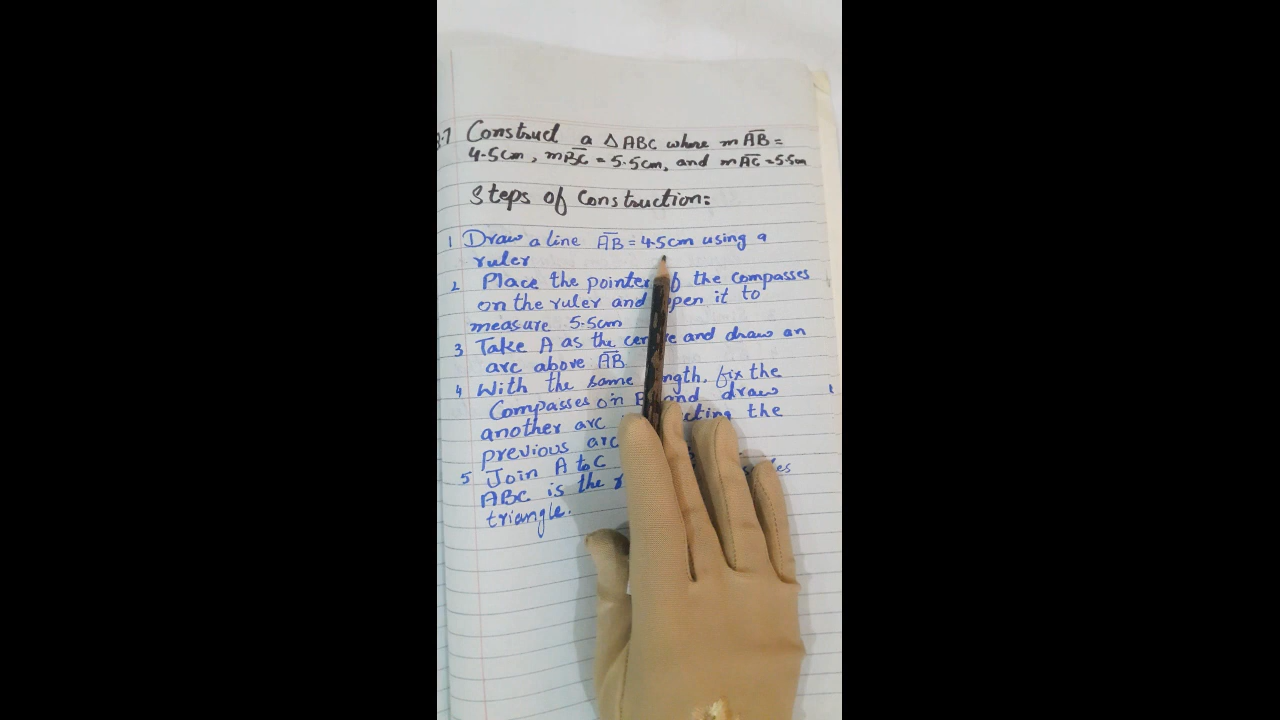 .7 Construct a △ ABC where mAB =
4.5cm, mBC = 5.5cm, and mAC = 5.5cm
Steps of Construction:
1 Draw a line AB = 4.5cm using a
ruler
2 Place the pointer of the compasses
on the ruler and open it to
measure 5.5cm
3 Take A as the centre and draw an
arc above AB
4 With the same length, fix the
Compasses on B and draw
another arc the
previous arc
5 Join A to C
ABC is the
triangle.